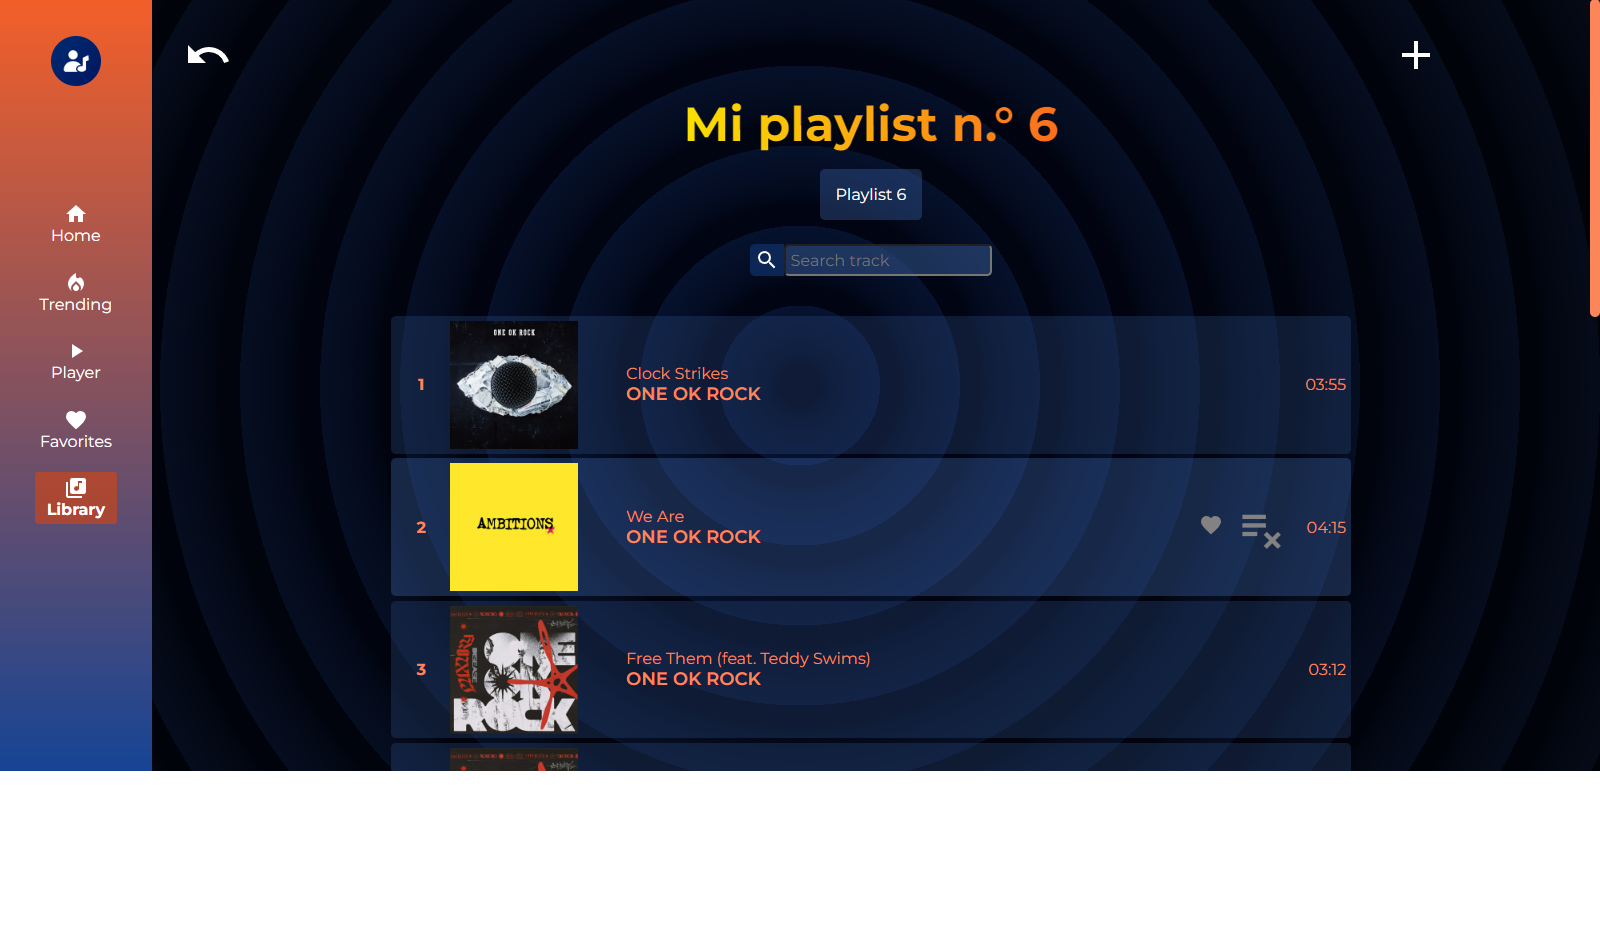 Mi playlist n.° 6
Playlist 6
Search track
Home
Trending
Player
Favorites
Library
1
ONE OK ROCK
Clock Strikes
ONE OK ROCK
03:55
2
AMBITIONS
We Are
ONE OK ROCK
04:15
3
ONE
ROCK
Free Them (feat. Teddy Swims)
ONE OK ROCK
03:12